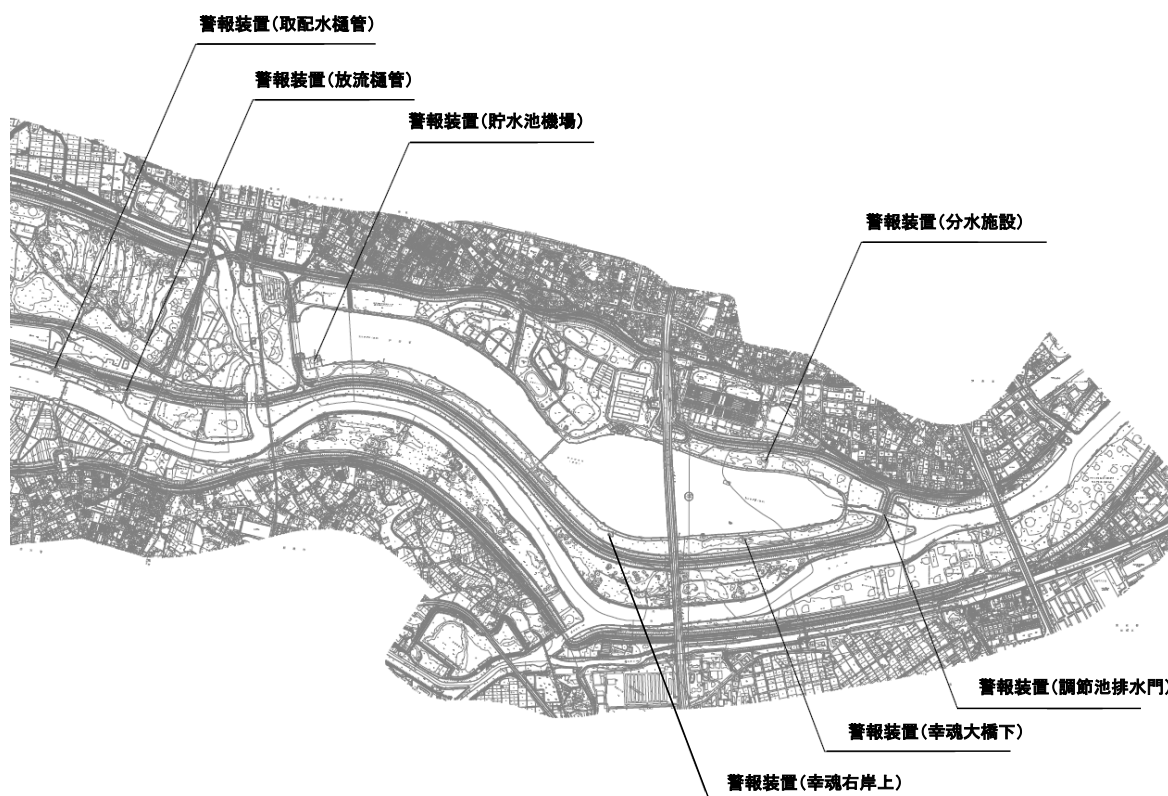 警報装置(取配水樋管)
警報装置(放流樋管)
警報装置(貯水池機場)
警報装置(分水施設)
警報装置(調節池排水門)
警報装置(幸魂大橋下)
警報装置(幸魂右岸上)